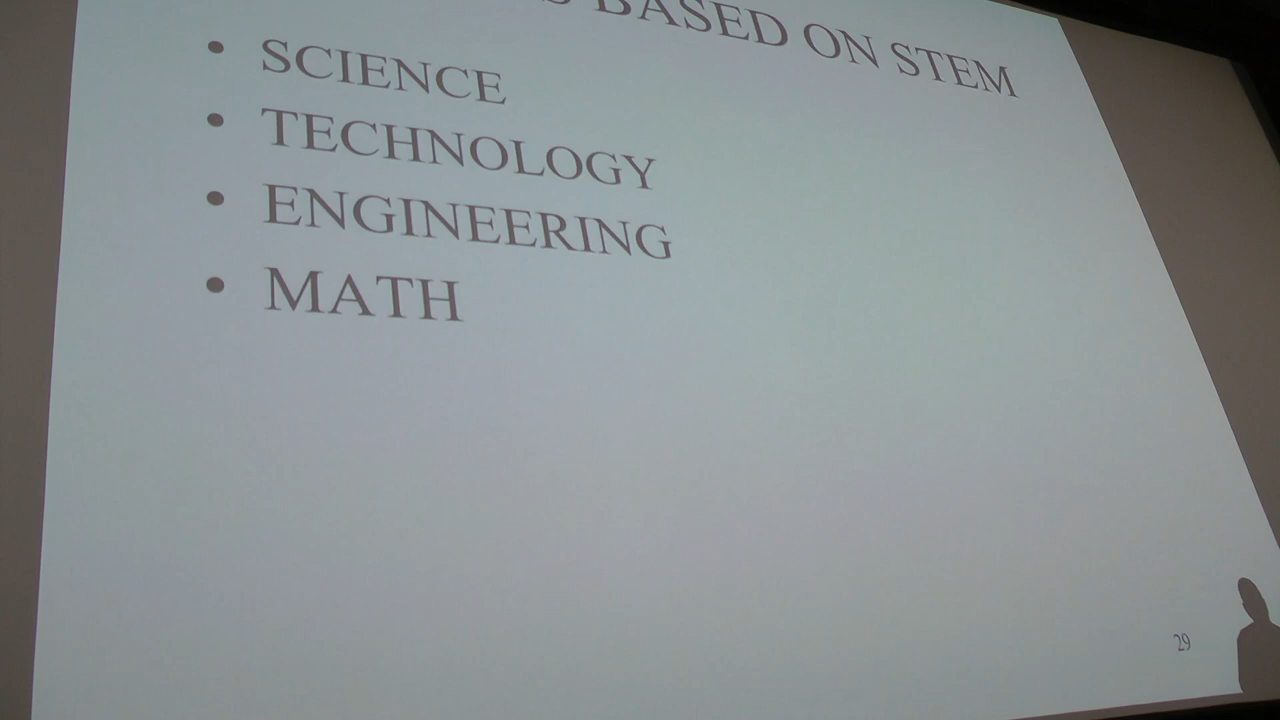 BASED ON STEM
• SCIENCE
• TECHNOLOGY
• ENGINEERING
• MATH
29